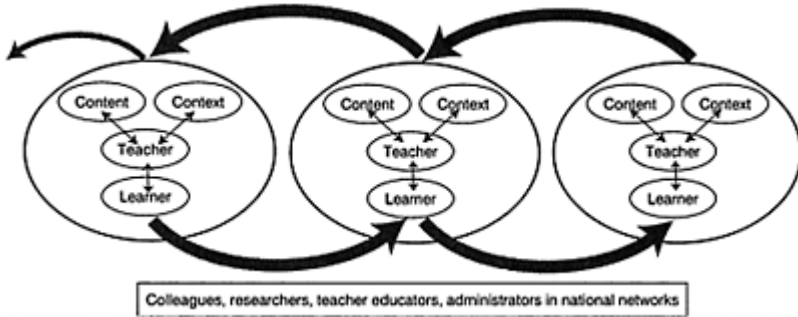 Content Context
Teacher
Learner
Content Context
Teacher
Learner
Content Context
Teacher
Learner
Colleagues, researchers, teacher educators, administrators in national networks